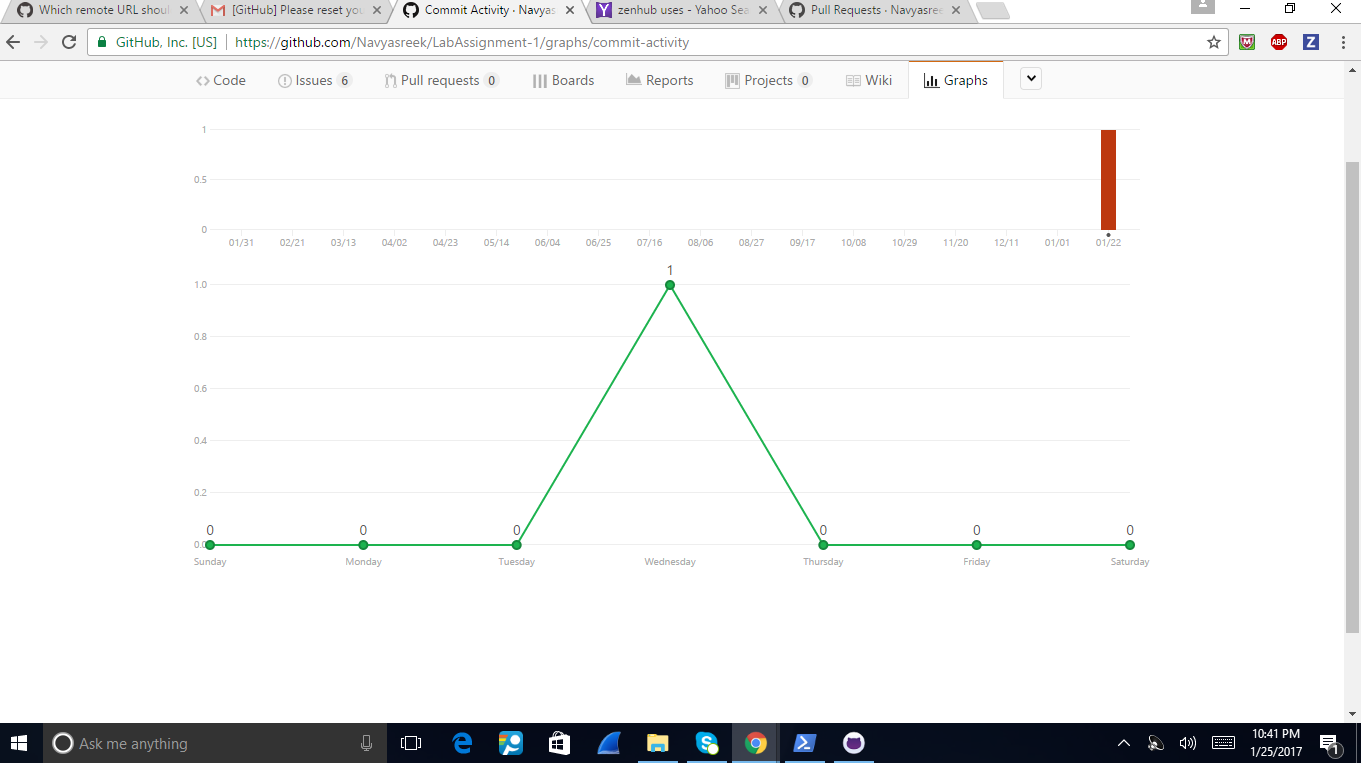 Which remote URL shoul
[GitHub] Please reset you
Commit Activity · Navyas
zenhub uses - Yahoo Sea
Pull Requests · Navyasree
GitHub, Inc. [US] https://github.com/Navyasreek/LabAssignment-1/graphs/commit-activity
ABP
Z
Code Issues 6 Pull requests 0 Boards Reports Projects 0 Wiki Graphs
1
0.5
0
01/31 02/21 03/13 04/02 04/23 05/14 06/04 06/25 07/16 08/06 08/27 09/17 10/08 10/29 11/20 12/11 01/01 01/22
1
1.0
0.8
0.6
0.4
0.2
0 0 0 0 0 0
0.0
Sunday Monday Tuesday Wednesday Thursday Friday Saturday
Ask me anything
10:41 PM
1/25/2017
1